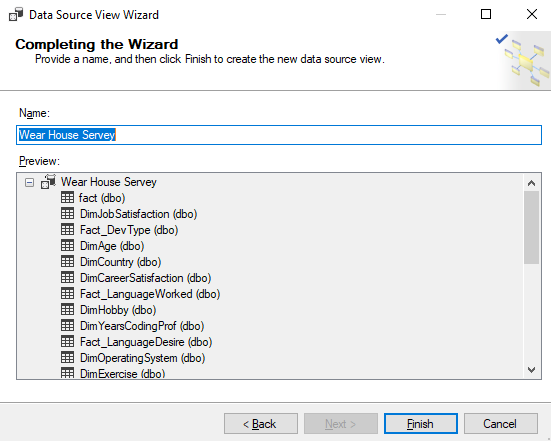 Data Source View Wizard
Completing the Wizard
Provide a name, and then click Finish to create the new data source view.
Name:
Wear House Servey
Preview:
Wear House Servey
fact (dbo)
DimJobSatisfaction (dbo)
Fact_DevType (dbo)
DimAge (dbo)
DimCountry (dbo)
DimCareerSatisfaction (dbo)
Fact_LanguageWorked (dbo)
DimHobby (dbo)
DimYearsCodingProf (dbo)
Fact_LanguageDesire (dbo)
DimOperatingSystem (dbo)
DimExercise (dbo)
< Back Next > Finish Cancel